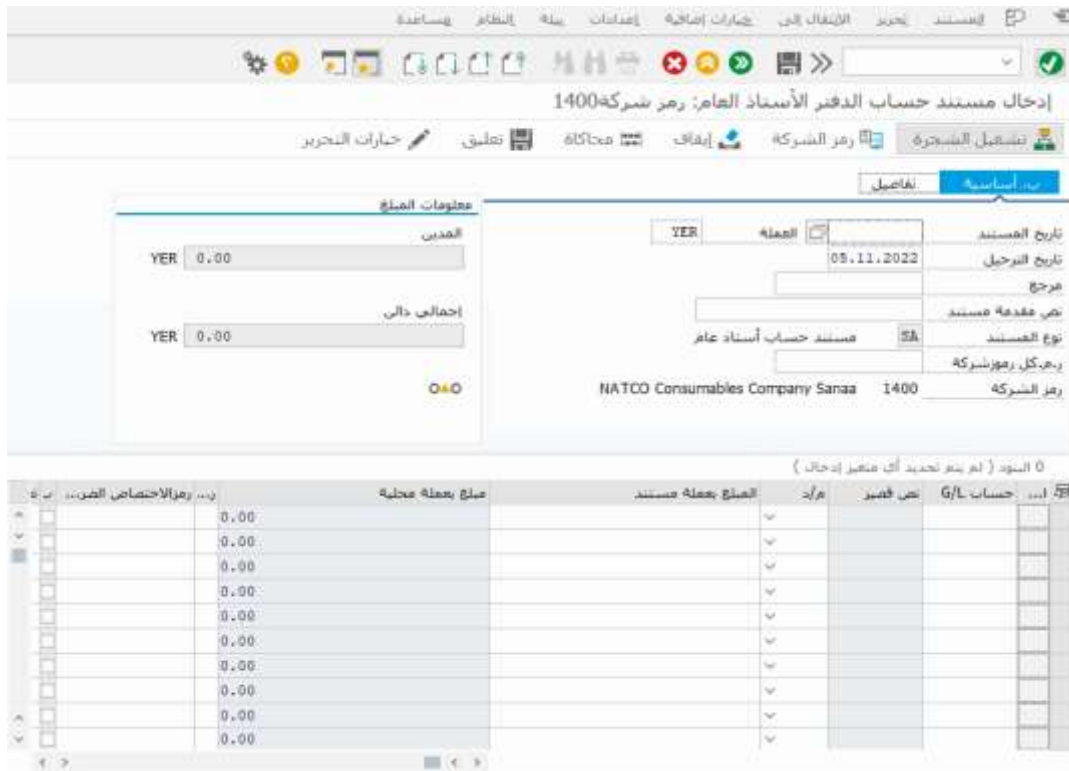 المستند تحرير الانتقال إلى خيارات إضافية إعدادات بيئة النظام مساعدة
إدخال مستند حساب الدفتر الأستاذ العام: رمز شركة1400
تشغيل الشجرة رمز الشركة إيقاف محاكاة تعليق خيارات التحرير
ب. أساسية تفاصيل
معلومات المبلغ
تاريخ المستند العملة YER
المدين
تاريخ الترحيل 05.11.2022
YER 0.00
مرجع
نص مقدمة مستند
إجمالي دائن
نوع المستند SA مستند حساب أستاذ عام
YER 0.00
ر.م.كل رموزشركة
رمز الشركة 1400 NATCO Consumables Company Sanaa
0 البنود ( لم يتم تحديد أي متغير إدخال )
ا... حساب G/L نص قصير م/د المبلغ بعملة مستند مبلغ بعملة محلية ر... رمزالاختصاص الضر...
0.00
0.00
0.00
0.00
0.00
0.00
0.00
0.00
0.00
0.00